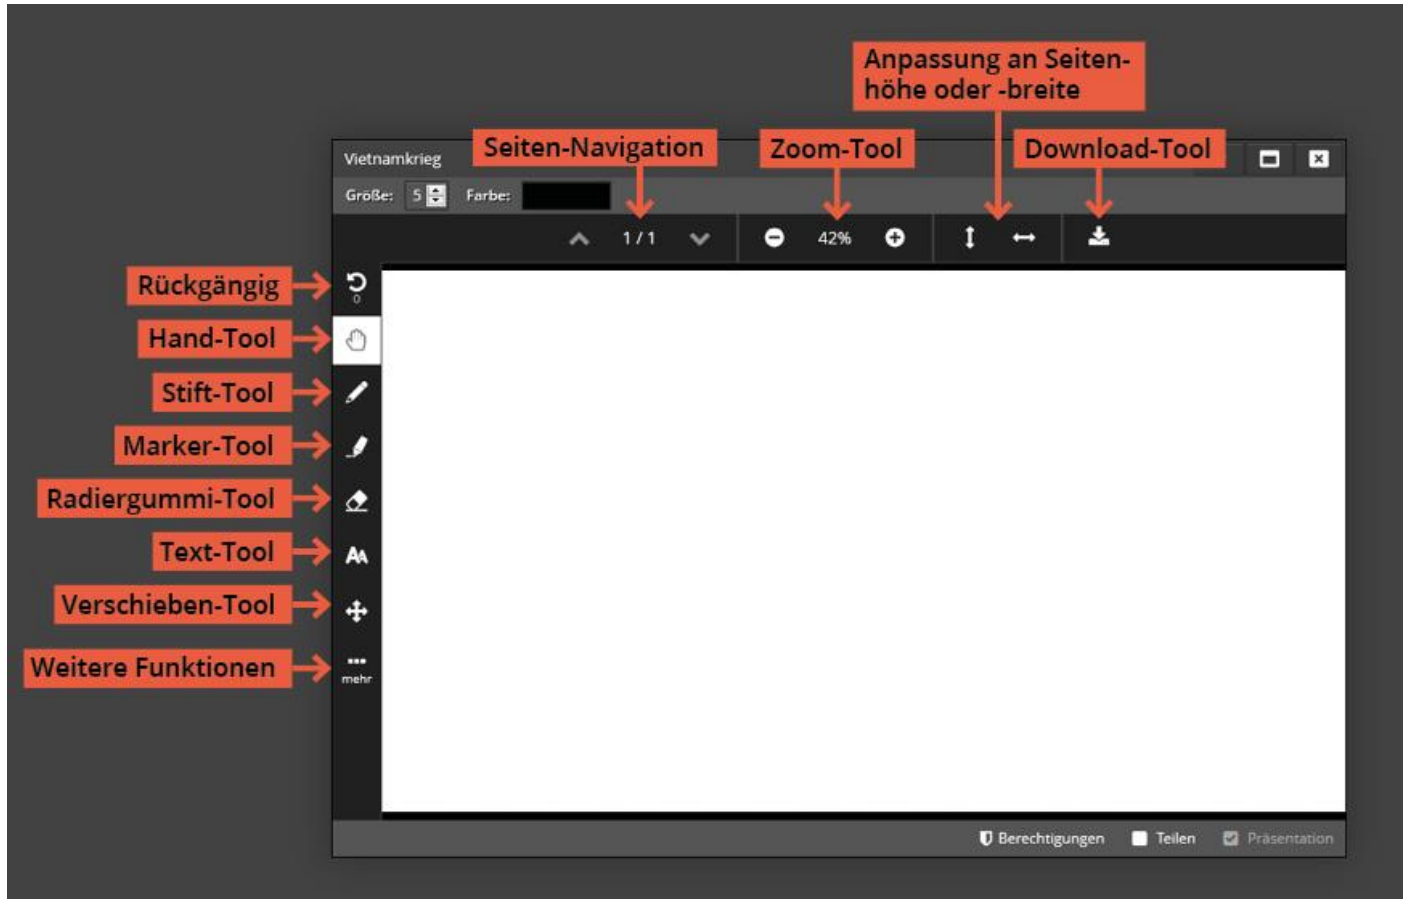 Anpassung an Seiten-
höhe oder -breite
Vietnamkrieg
Seiten-Navigation
Zoom-Tool
Download-Tool
Größe: 5 Farbe:
1 / 1
42%
Rückgängig
0
Hand-Tool
Stift-Tool
Marker-Tool
Radiergummi-Tool
Text-Tool
AA
Verschieben-Tool
Weitere Funktionen
mehr
Berechtigungen
Teilen
Präsentation